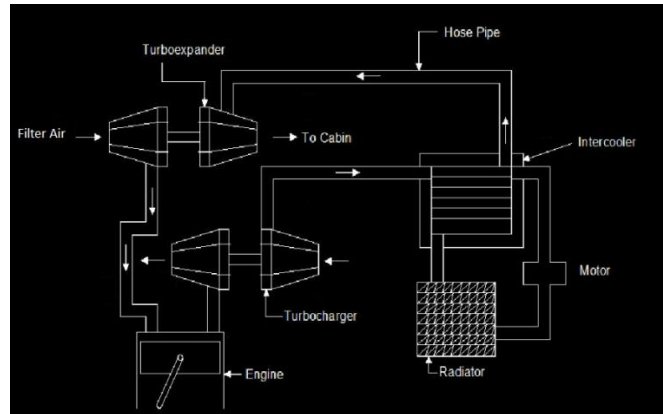 Hose Pipe
Turboexpander
Filter Air
To Cabin
Intercooler
Motor
Turbocharger
Engine
Radiator